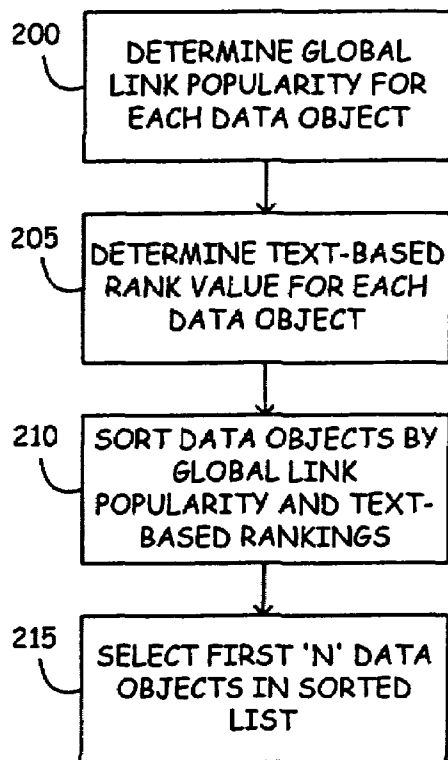 200
DETERMINE GLOBAL
LINK POPULARITY FOR
EACH DATA OBJECT
205
DETERMINE TEXT-BASED
RANK VALUE FOR EACH
DATA OBJECT
210
SORT DATA OBJECTS BY
GLOBAL LINK
POPULARITY AND TEXT-
BASED RANKINGS
215
SELECT FIRST 'N' DATA
OBJECTS IN SORTED
LIST